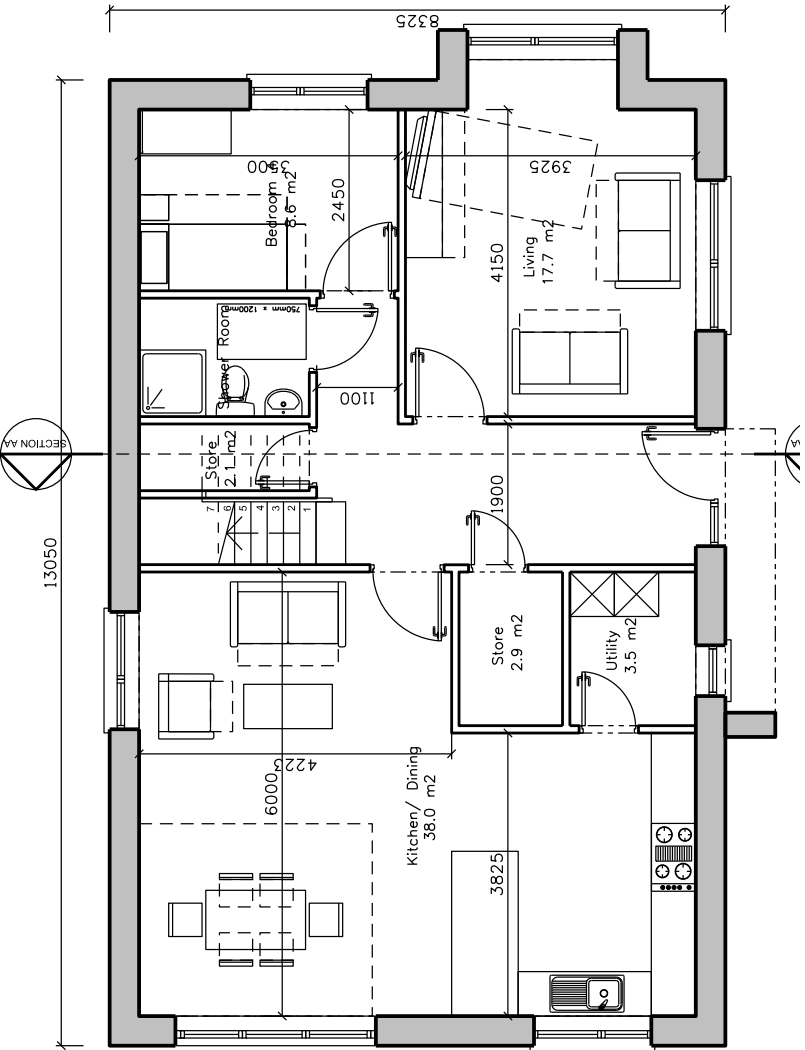 8325
3500
3925
Bedroom
8.6 m2
2450
Living
17.7 m2
4150
750mm x 1200mm
Shower Room
1100
SECTION AA
Store
2.1 m2
1900
7 6 5 4 3 2 1
13050
Store
2.9 m2
Utility
3.5 m2
4223
6000
Kitchen/ Dining
38.0 m2
3825